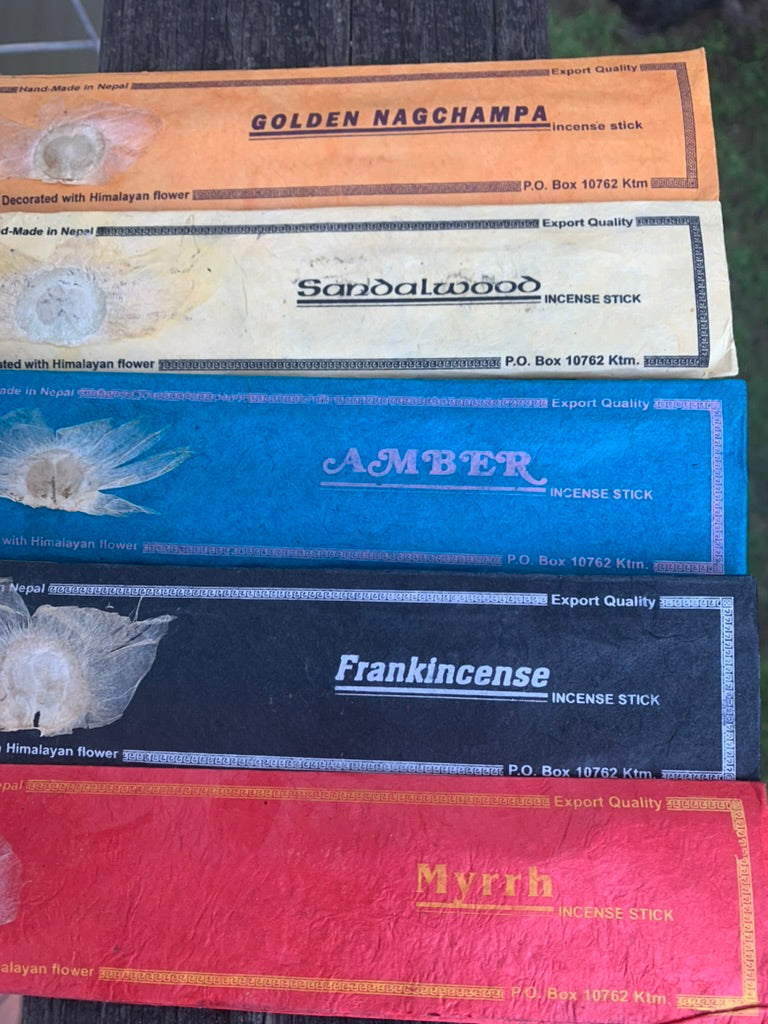 Hand-Made in Nepal Export Quality
GOLDEN NAGCHAMPA
incense stick
Decorated with Himalayan flower P.O. Box 10762 Ktm
d-Made in Nepal Export Quality
Sandalwood
INCENSE STICK
ted with Himalayan flower P.O. Box 10762 Ktm.
ade in Nepal Export Quality
AMBER
INCENSE STICK
with Himalayan flower P.O. Box 10762 Ktm.
Nepal Export Quality
Frankincense
INCENSE STICK
Himalayan flower P.O. Box 10762 Ktm.
epal Export Quality
Myrrh
INCENSE STICK
alayan flower P.O. Box 10762 Ktm.